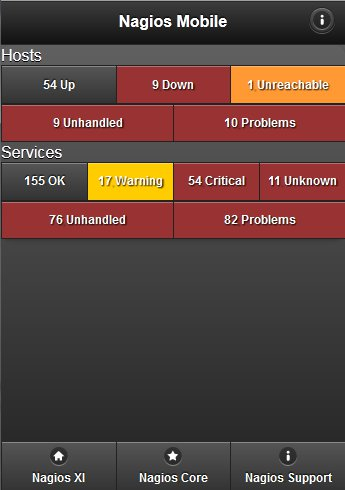 Nagios Mobile
Hosts
54 Up 9 Down 1 Unreachable
9 Unhandled 10 Problems
Services
155 OK 17 Warning 54 Critical 11 Unknown
76 Unhandled 82 Problems
Nagios XI Nagios Core Nagios Support